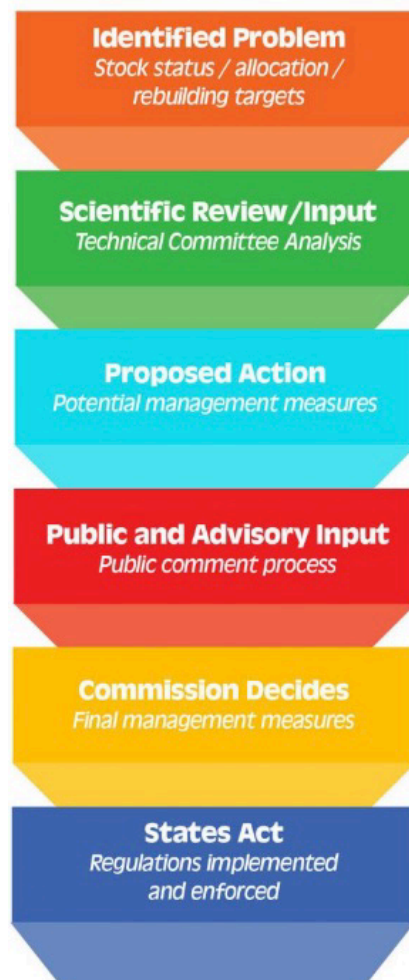 Identified Problem
Stock status / allocation /
rebuilding targets
Scientific Review/Input
Technical Committee Analysis
Proposed Action
Potential management measures
Public and Advisory Input
Public comment process
Commission Decides
Final management measures
States Act
Regulations implemented
and enforced